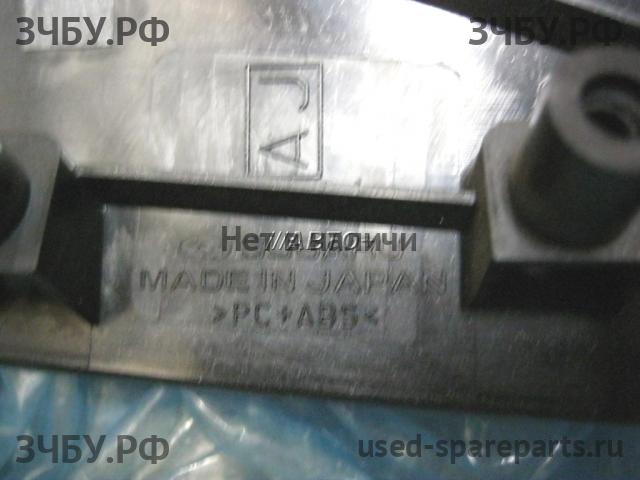 ЗЧБУ.РФ ЗЧБУ.РФ
AJ
Нет в наличи
MADE IN JAPAN
>PC+ABS<
ЗЧБУ.РФ used-spareparts.ru